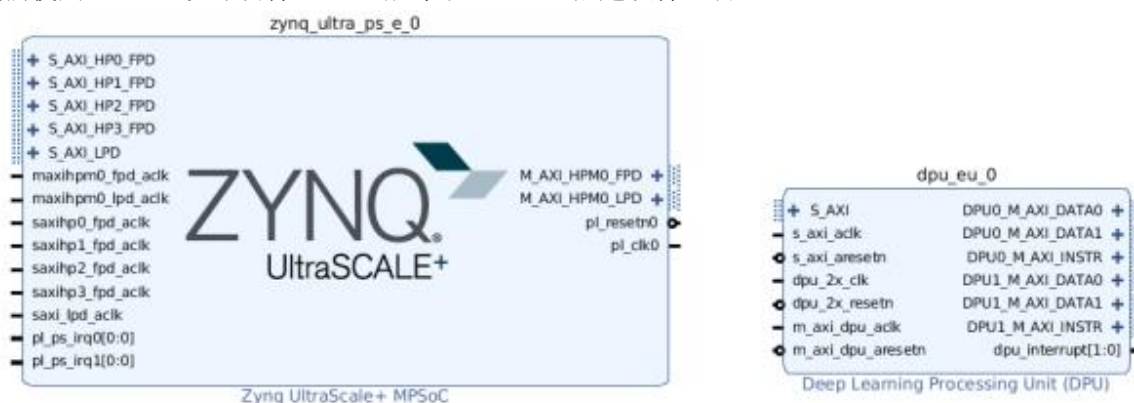 zynq_ultra_ps_e_0
S_AXI_HP0_FPD
S_AXI_HP1_FPD
S_AXI_HP2_FPD
S_AXI_HP3_FPD
S_AXI_LPD
maxihpm0_fpd_aclk
maxihpm0_lpd_aclk
saxihp0_fpd_aclk
saxihp1_fpd_aclk
saxihp2_fpd_aclk
saxihp3_fpd_aclk
saxi_lpd_aclk
pl_ps_irq0[0:0]
pl_ps_irq1[0:0]
ZYNQ
UltraSCALE+
M_AXI_HPM0_FPD
M_AXI_HPM0_LPD
pl_resetn0
pl_clk0
Zynq UltraScale+ MPSoC
dpu_eu_0
S_AXI
s_axi_aclk
s_axi_aresetn
dpu_2x_clk
dpu_2x_resetn
m_axi_dpu_aclk
m_axi_dpu_aresetn
DPU0_M_AXI_DATA0
DPU0_M_AXI_DATA1
DPU0_M_AXI_INSTR
DPU1_M_AXI_DATA0
DPU1_M_AXI_DATA1
DPU1_M_AXI_INSTR
dpu_interrupt[1:0]
Deep Learning Processing Unit (DPU)